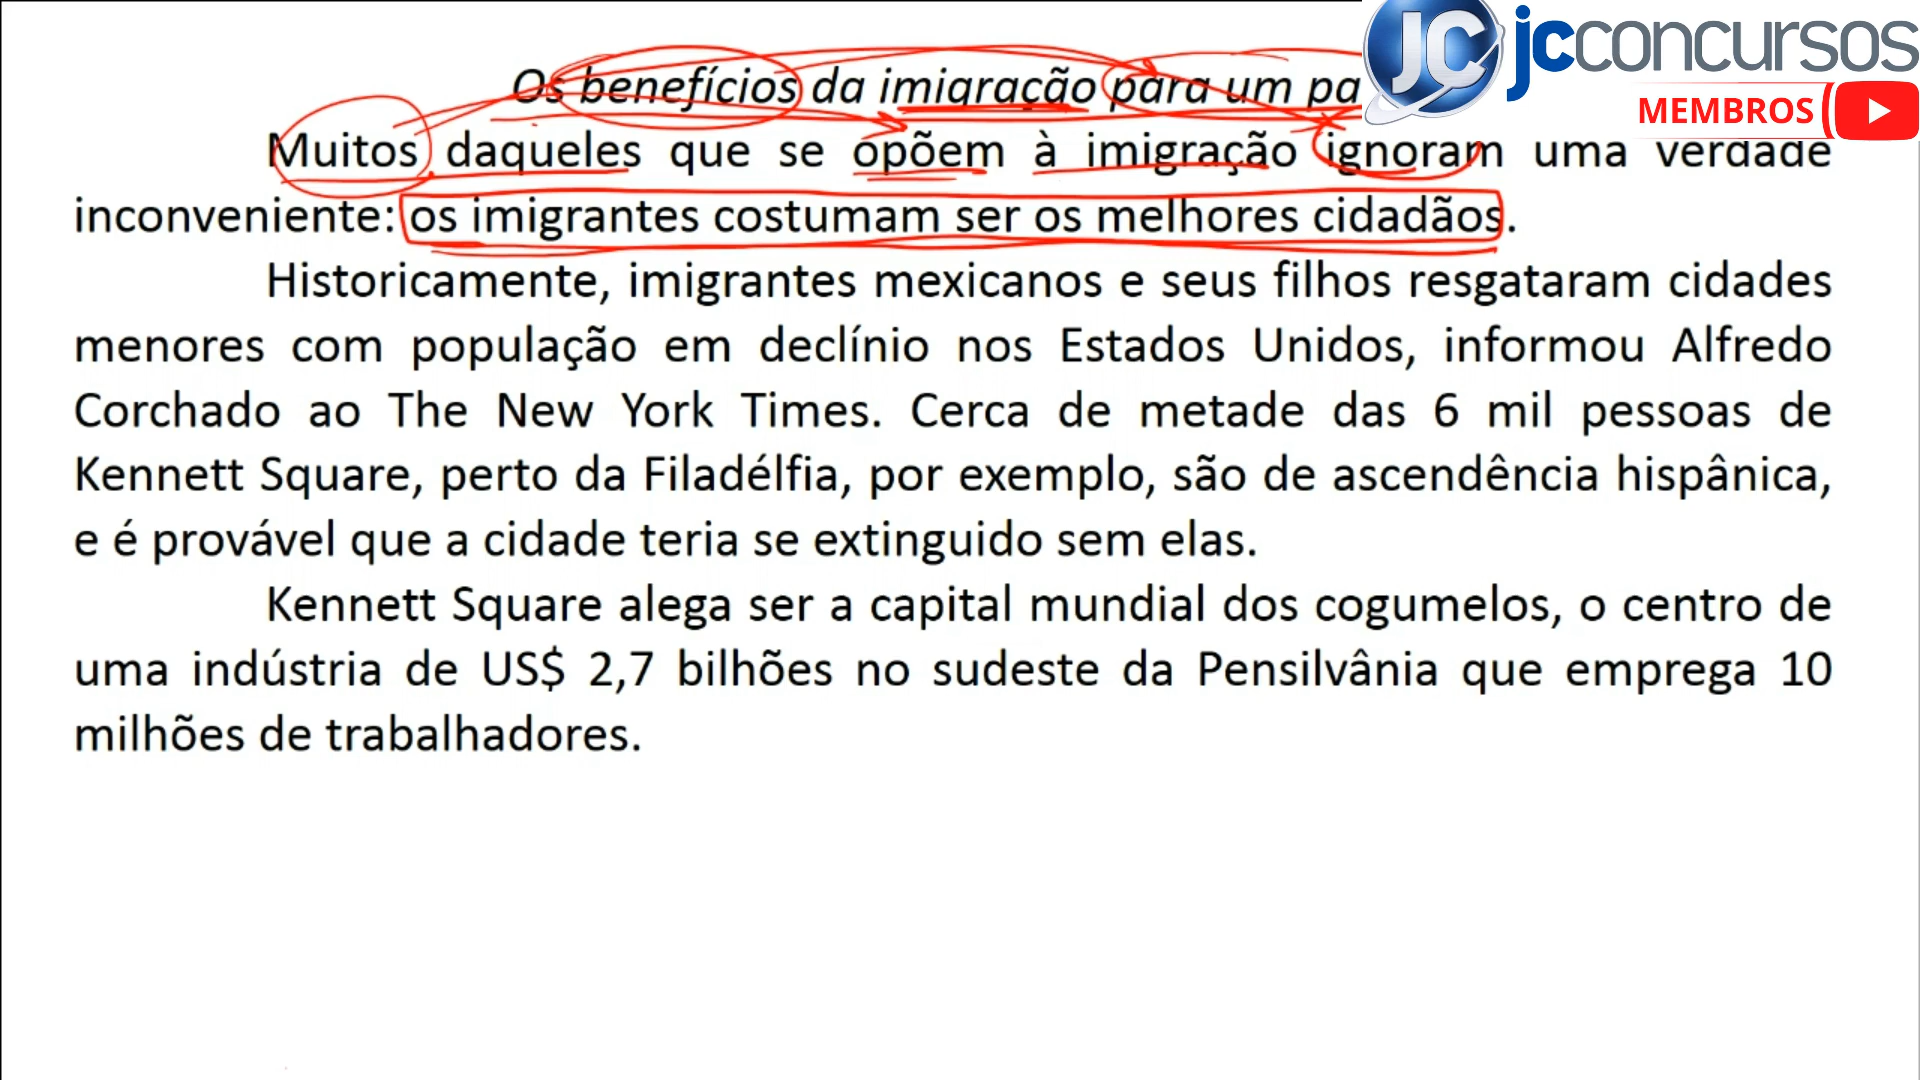 Os benefícios da imigração para um pa
JC jcconcursos
MEMBROS
Muitos daqueles que se opõem à imigração ignoram uma verdade
inconveniente: os imigrantes costumam ser os melhores cidadãos.
Historicamente, imigrantes mexicanos e seus filhos resgataram cidades
menores com população em declínio nos Estados Unidos, informou Alfredo
Corchado ao The New York Times. Cerca de metade das 6 mil pessoas de
Kennett Square, perto da Filadélfia, por exemplo, são de ascendência hispânica,
e é provável que a cidade teria se extinguido sem elas.
Kennett Square alega ser a capital mundial dos cogumelos, o centro de
uma indústria de US$ 2,7 bilhões no sudeste da Pensilvânia que emprega 10
milhões de trabalhadores.